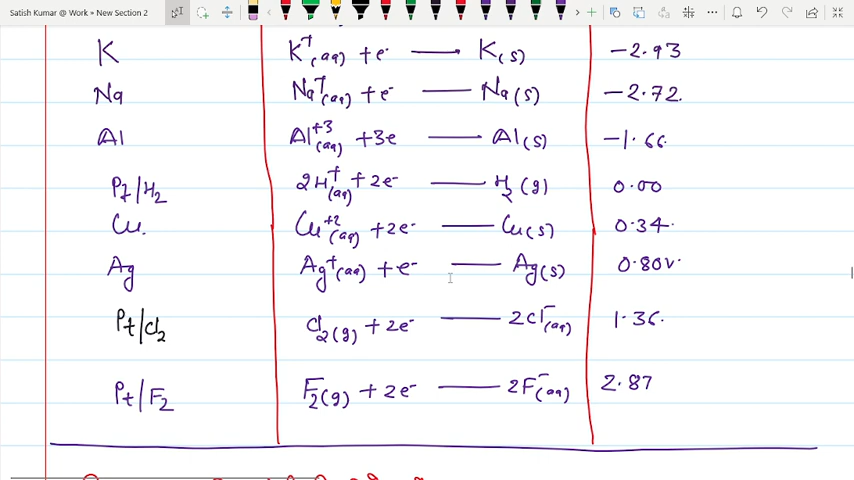 Satish Kumar @ Work » New Section 2
K K⁺(aq) + e⁻ → K(s) -2.93
Na Na⁺(aq) + e⁻ — Na(s) -2.72.
Al Al⁺³(aq) + 3e → Al(s) -1.66
Pt/H₂ 2H⁺(aq) + 2e⁻ — H₂(g) 0.00
Cu. Cu⁺²(aq) + 2e⁻ — Cu(s) 0.34.
Ag Ag⁺(aq) + e⁻ — Ag(s) 0.80V.
Pt/Cl₂ Cl₂(g) + 2e⁻ — 2Cl⁻(aq) 1.36.
Pt/F₂ F₂(g) + 2e⁻ — 2F⁻(aq) 2.87